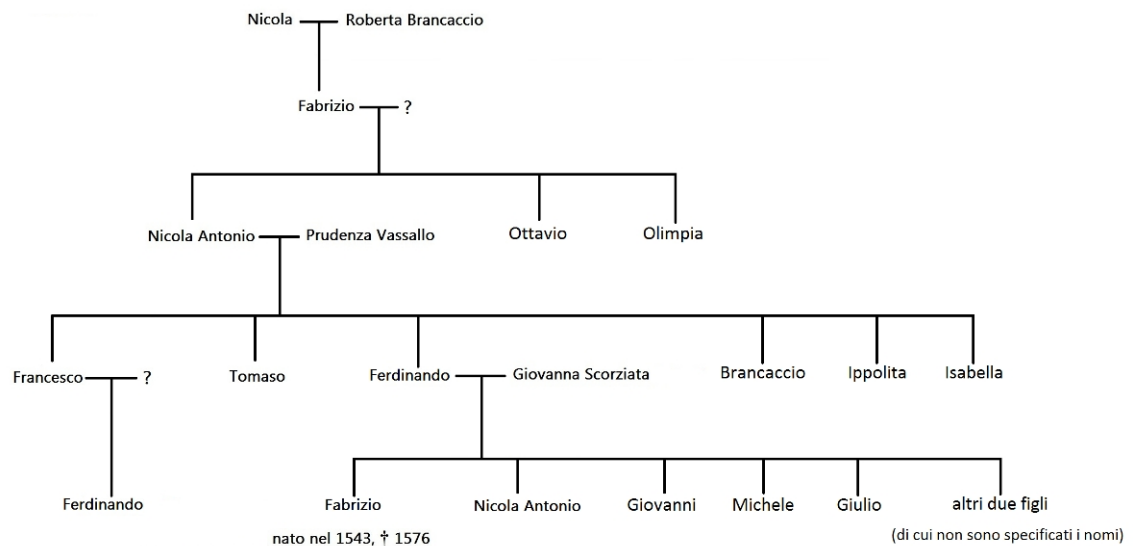 Nicola Roberta Brancaccio
Fabrizio ?
Nicola Antonio Prudenza Vassallo Ottavio Olimpia
Francesco ? Tomaso Ferdinando Giovanna Scorziata Brancaccio Ippolita Isabella
Ferdinando Fabrizio Nicola Antonio Giovanni Michele Giulio altri due figli
nato nel 1543, † 1576 (di cui non sono specificati i nomi)